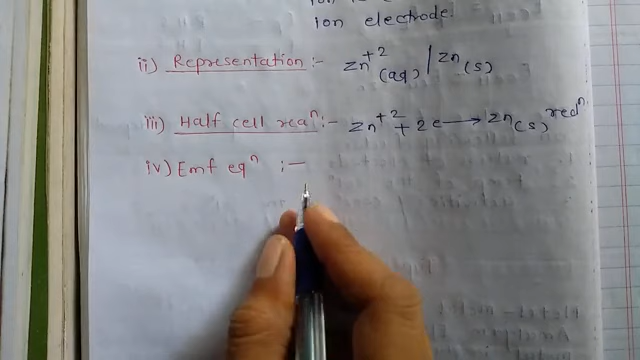 ion electrode.
ii) Representation :- Zn⁺²(aq) / Zn(s)
iii) Half cell reaⁿ :- Zn⁺² + 2e ⟶ Zn(s) redⁿ
iv) Emf eqⁿ :-